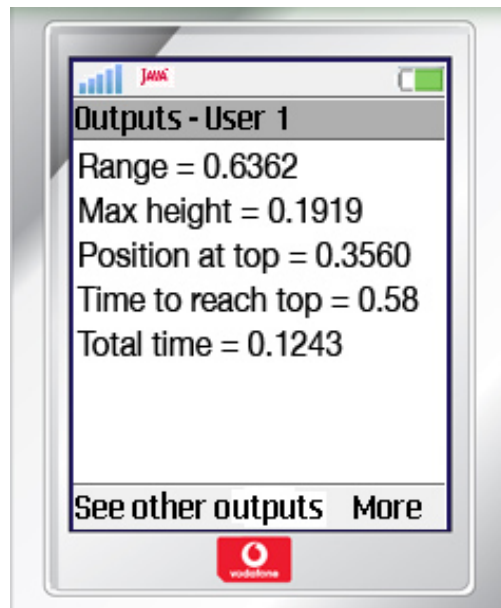 JAVA
Outputs - User 1
Range = 0.6362
Max height = 0.1919
Position at top = 0.3560
Time to reach top = 0.58
Total time = 0.1243
See other outputs More
vodafone